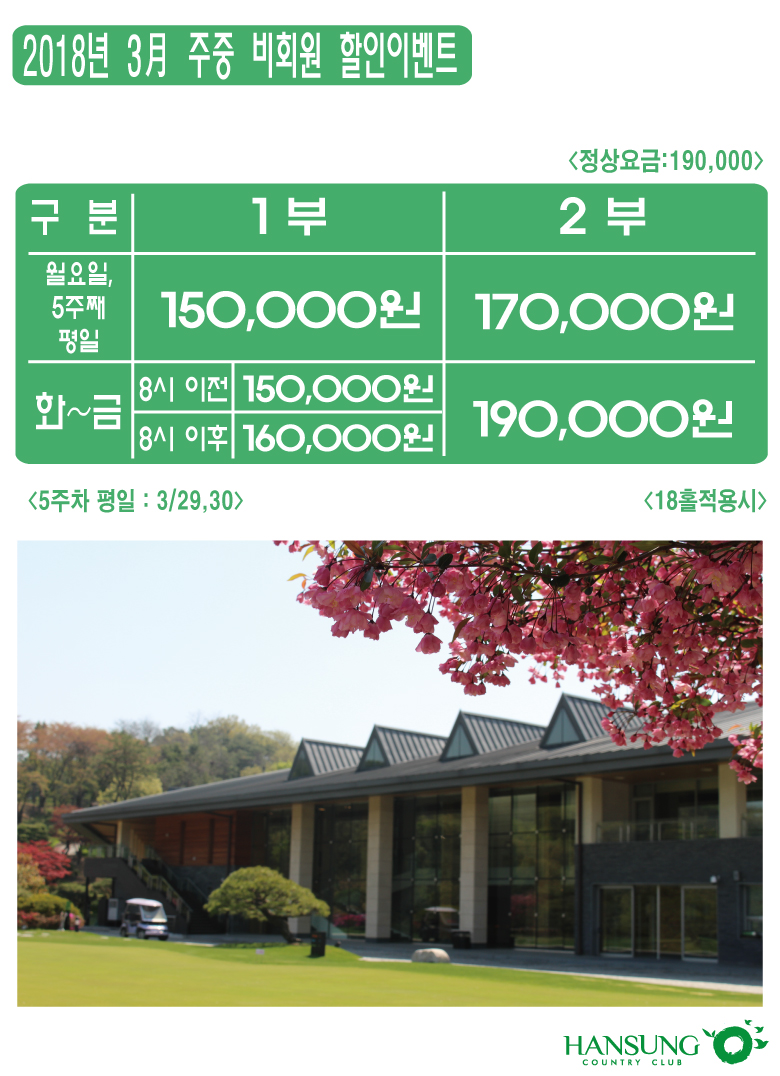 2018년 3月 주중 비회원 할인이벤트
<정상요금:190,000>
구 분 1 부 2 부
월요일,
5주째
평일
150,000원 170,000원
화~금
8시 이전 150,000원
8시 이후 160,000원
190,000원
<5주차 평일 : 3/29,30> <18홀적용시>
HANSUNG
COUNTRY CLUB